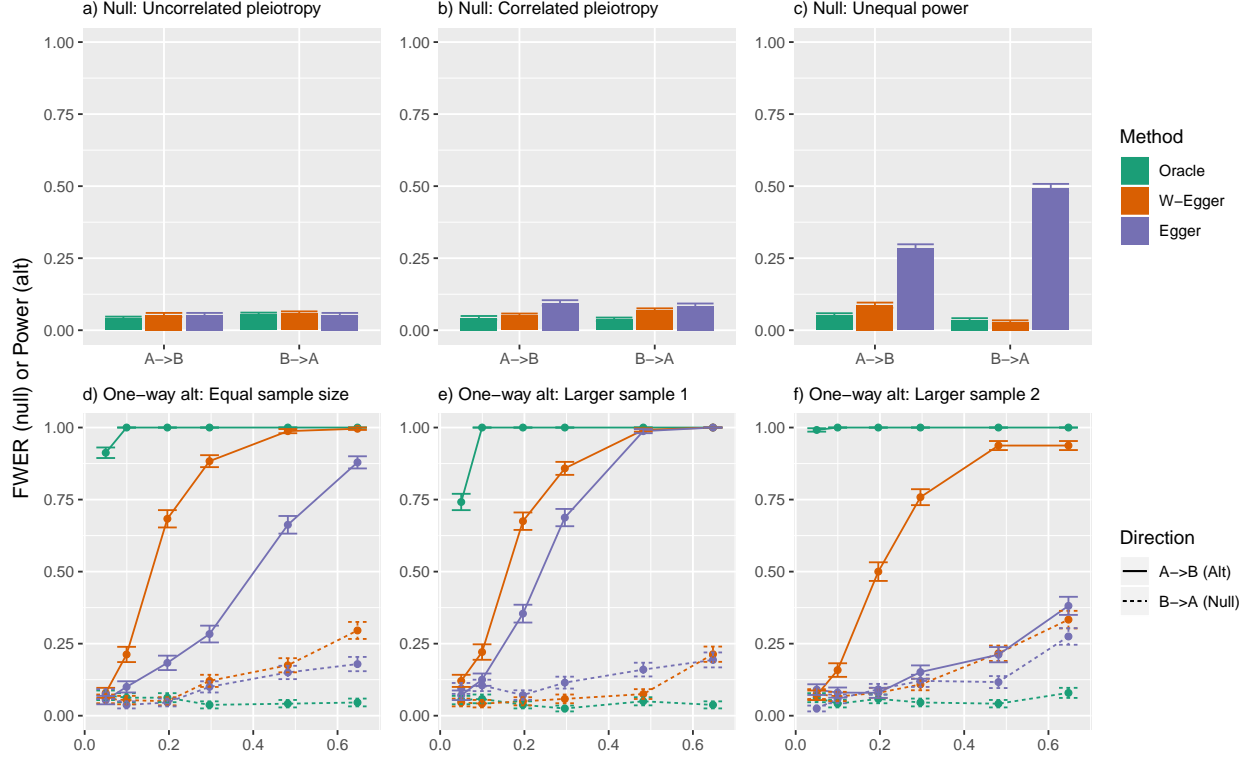 a) Null: Uncorrelated pleiotropy
b) Null: Correlated pleiotropy
c) Null: Unequal power
1.00
0.75
0.50
0.25
0.00
A−>B
B−>A
1.00
0.75
0.50
0.25
0.00
A−>B
B−>A
1.00
0.75
0.50
0.25
0.00
A−>B
B−>A
Method
Oracle
W−Egger
Egger
FWER (null) or Power (alt)
d) One−way alt: Equal sample size
e) One−way alt: Larger sample 1
f) One−way alt: Larger sample 2
1.00
0.75
0.50
0.25
0.00
0.0
0.2
0.4
0.6
1.00
0.75
0.50
0.25
0.00
0.0
0.2
0.4
0.6
1.00
0.75
0.50
0.25
0.00
0.0
0.2
0.4
0.6
Direction
A−>B (Alt)
B−>A (Null)